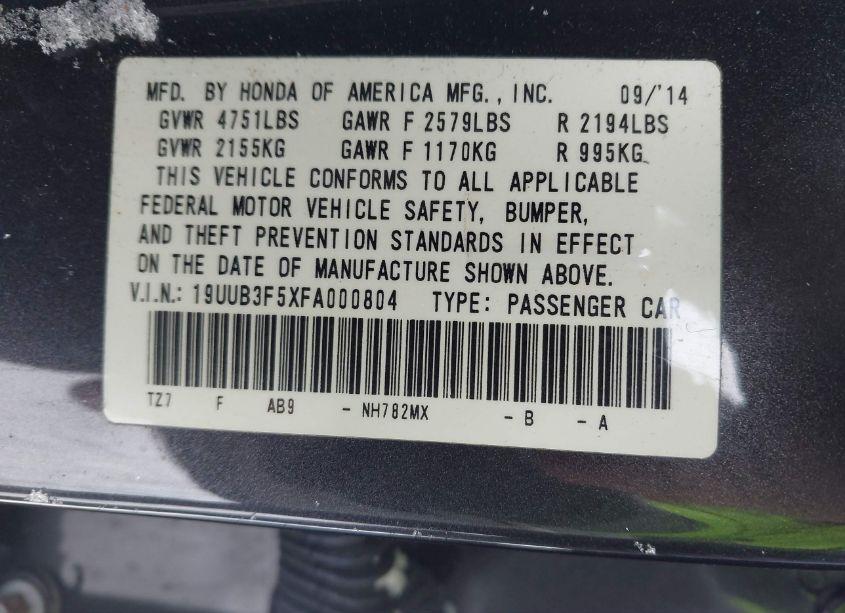 MFD. BY HONDA OF AMERICA MFG., INC. 09/'14
GVWR 4751LBS GAWR F 2579LBS R 2194LBS
GVWR 2155KG GAWR F 1170KG R 995KG
THIS VEHICLE CONFORMS TO ALL APPLICABLE
FEDERAL MOTOR VEHICLE SAFETY, BUMPER,
AND THEFT PREVENTION STANDARDS IN EFFECT
ON THE DATE OF MANUFACTURE SHOWN ABOVE.
V.I.N.: 19UUB3F5XFA000804 TYPE: PASSENGER CAR
TZ7 F AB9 - NH782MX - B - A